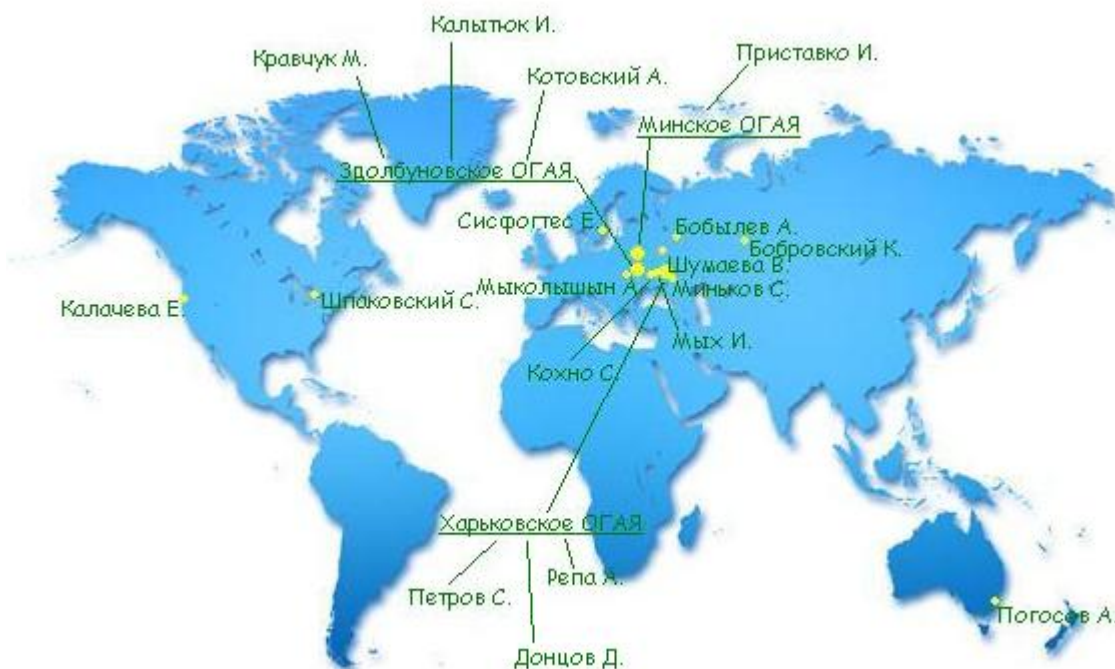 Калытюк И.
Кравчук М.
Приставко И.
Котовский А.
Минское ОГАЯ
Здолбуновское ОГАЯ
Сисфогтес Е.
Бобылев А.
Бобровский К.
Шумаева В.
Мыколышын А.
Миньков С.
Калачева Е.
Шпаковский С.
Мых И.
Кохно С.
Харьковское ОГАЯ
Репа А.
Петров С.
Погосов А.
Донцов Д.